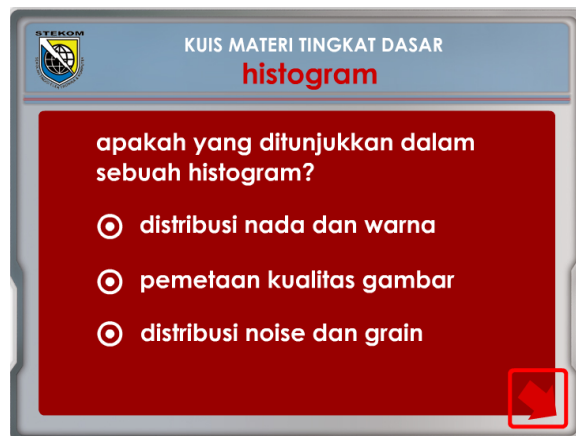 STEKOM
KUIS MATERI TINGKAT DASAR
histogram
apakah yang ditunjukkan dalam
sebuah histogram?
distribusi nada dan warna
pemetaan kualitas gambar
distribusi noise dan grain